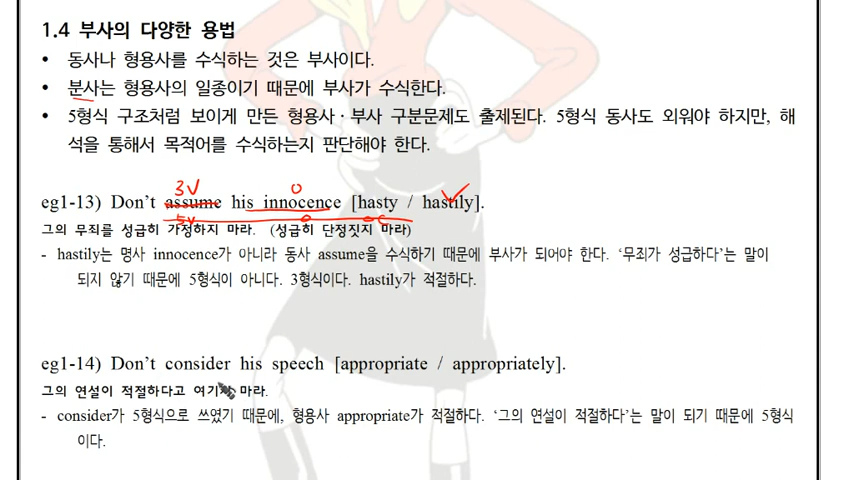 1.4 부사의 다양한 용법
• 동사나 형용사를 수식하는 것은 부사이다.
• 분사는 형용사의 일종이기 때문에 부사가 수식한다.
• 5형식 구조처럼 보이게 만든 형용사·부사 구분문제도 출제된다. 5형식 동사도 외워야 하지만, 해
석을 통해서 목적어를 수식하는지 판단해야 한다.
3V O
eg1-13) Don't assume his innocence [hasty / hastily].
5V O OC
그의 무죄를 성급히 가정하지 마라. (성급히 단정짓지 마라)
- hastily는 명사 innocence가 아니라 동사 assume을 수식하기 때문에 부사가 되어야 한다. ‘무죄가 성급하다’는 말이
되지 않기 때문에 5형식이 아니다. 3형식이다. hastily가 적절하다.
eg1-14) Don't consider his speech [appropriate / appropriately].
그의 연설이 적절하다고 여기지 마라.
- consider가 5형식으로 쓰였기 때문에, 형용사 appropriate가 적절하다. ‘그의 연설이 적절하다’는 말이 되기 때문에 5형식
이다.